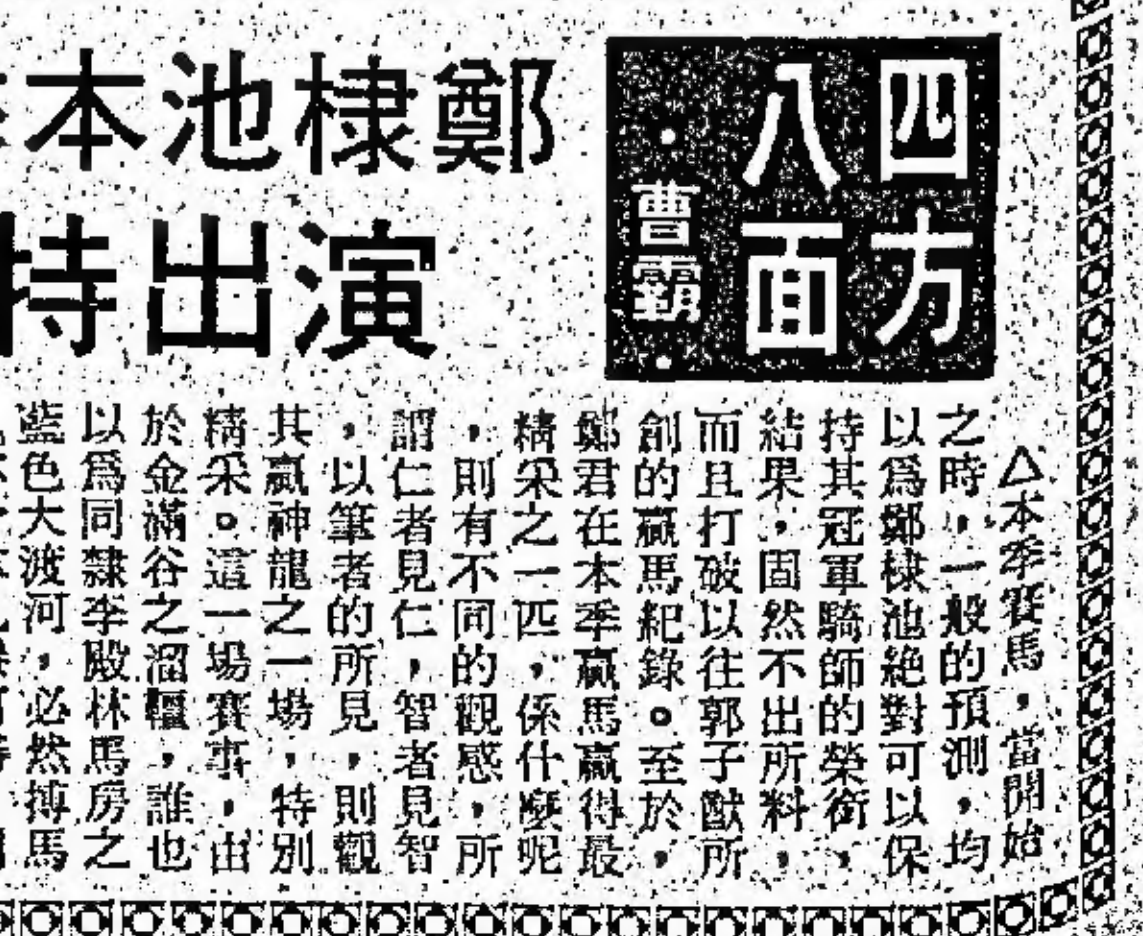 四方
八面
曹霸
鄭棣池本
演出特
△本季賽馬，當開始
之時，一般的預測，均
以爲鄭棣池絕對可以保
持其冠軍騎師的榮銜，
結果，固然不出所料，
而且打破以往郭子猷所
創的贏馬紀錄。至於，
鄭君在本季贏馬贏得最
精采之一匹，係什麼呢
，則有不同的觀感，所
謂仁者見仁，智者見智
，以筆者的所見，則觀
其贏神龍之一場，特別
精采。這一場賽事，由
於金滿谷之溜韁，誰也
以爲同隸李殿林馬房之
藍色大渡河，必然搏馬